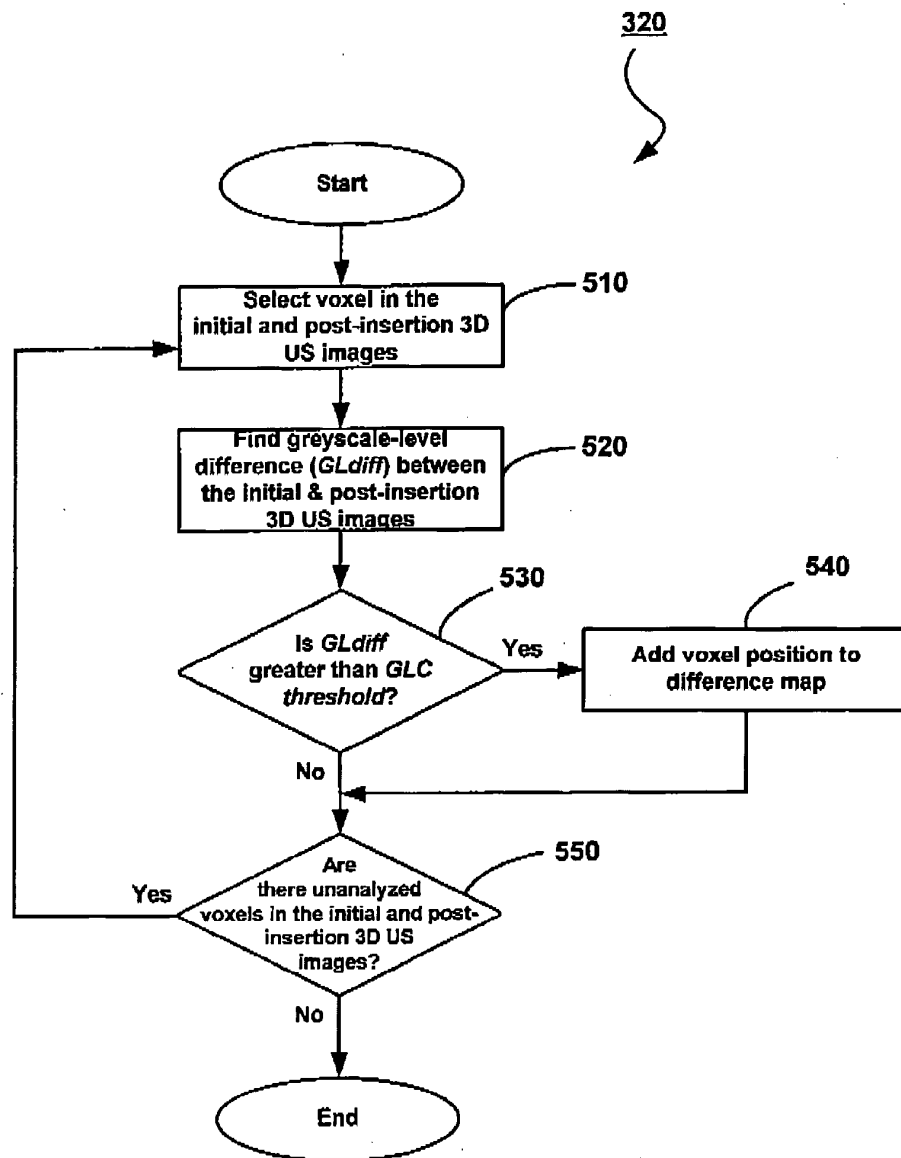 320
Start
Select voxel in the
initial and post-insertion 3D
US images
510
Find greyscale-level
difference (GLdiff) between
the initial & post-insertion
3D US images
520
530
Is GLdiff
greater than GLC
threshold?
Yes
540
Add voxel position to
difference map
No
550
Are
there unanalyzed
voxels in the initial and post-
insertion 3D US
images?
Yes
No
End